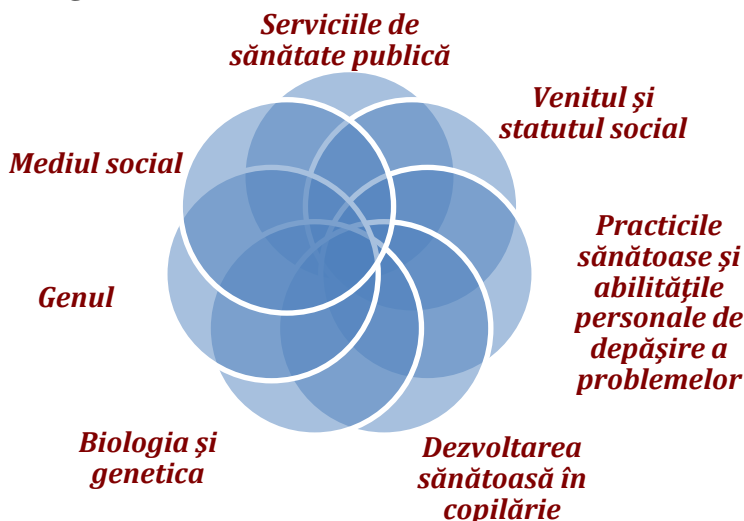 Serviciile de
sănătate publică
Venitul şi
statutul social
Mediul social
Practicile
sănătoase şi
abilităţile
personale de
depăşire a
problemelor
Genul
Biologia şi
genetica
Dezvoltarea
sănătoasă în
copilărie